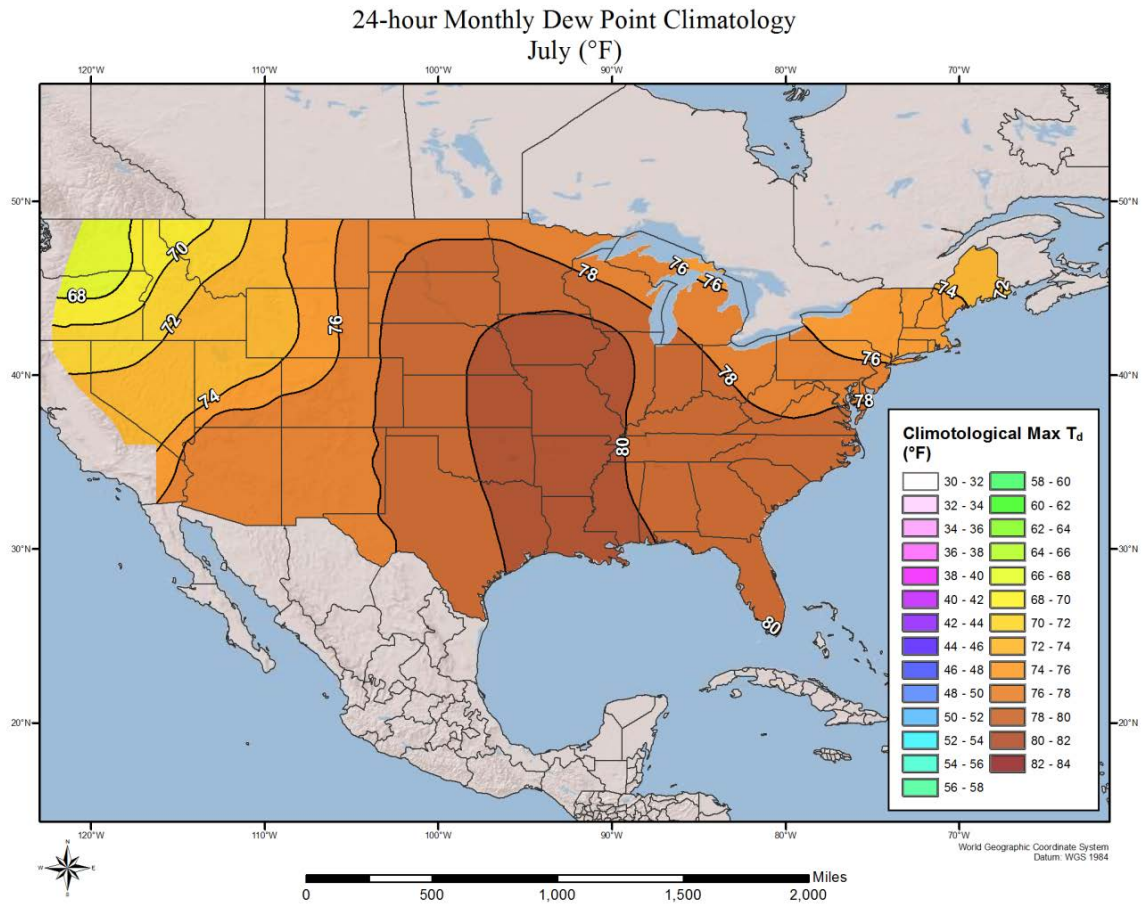 24-hour Monthly Dew Point Climatology
July (°F)
120°W 110°W 100°W 90°W 80°W 70°W
50°N 50°N
40°N 40°N
30°N 30°N
20°N 20°N
70
68
72
74
76
78
76
76
78
80
74
72
76
78
80
Climotological Max Td
(°F)
30 - 32 58 - 60
32 - 34 60 - 62
34 - 36 62 - 64
36 - 38 64 - 66
38 - 40 66 - 68
40 - 42 68 - 70
42 - 44 70 - 72
44 - 46 72 - 74
46 - 48 74 - 76
48 - 50 76 - 78
50 - 52 78 - 80
52 - 54 80 - 82
54 - 56 82 - 84
56 - 58
120°W 110°W 100°W 90°W 80°W 70°W
World Geographic Coordinate System
Datum: WGS 1984
N
W E
S
Miles
0 500 1,000 1,500 2,000